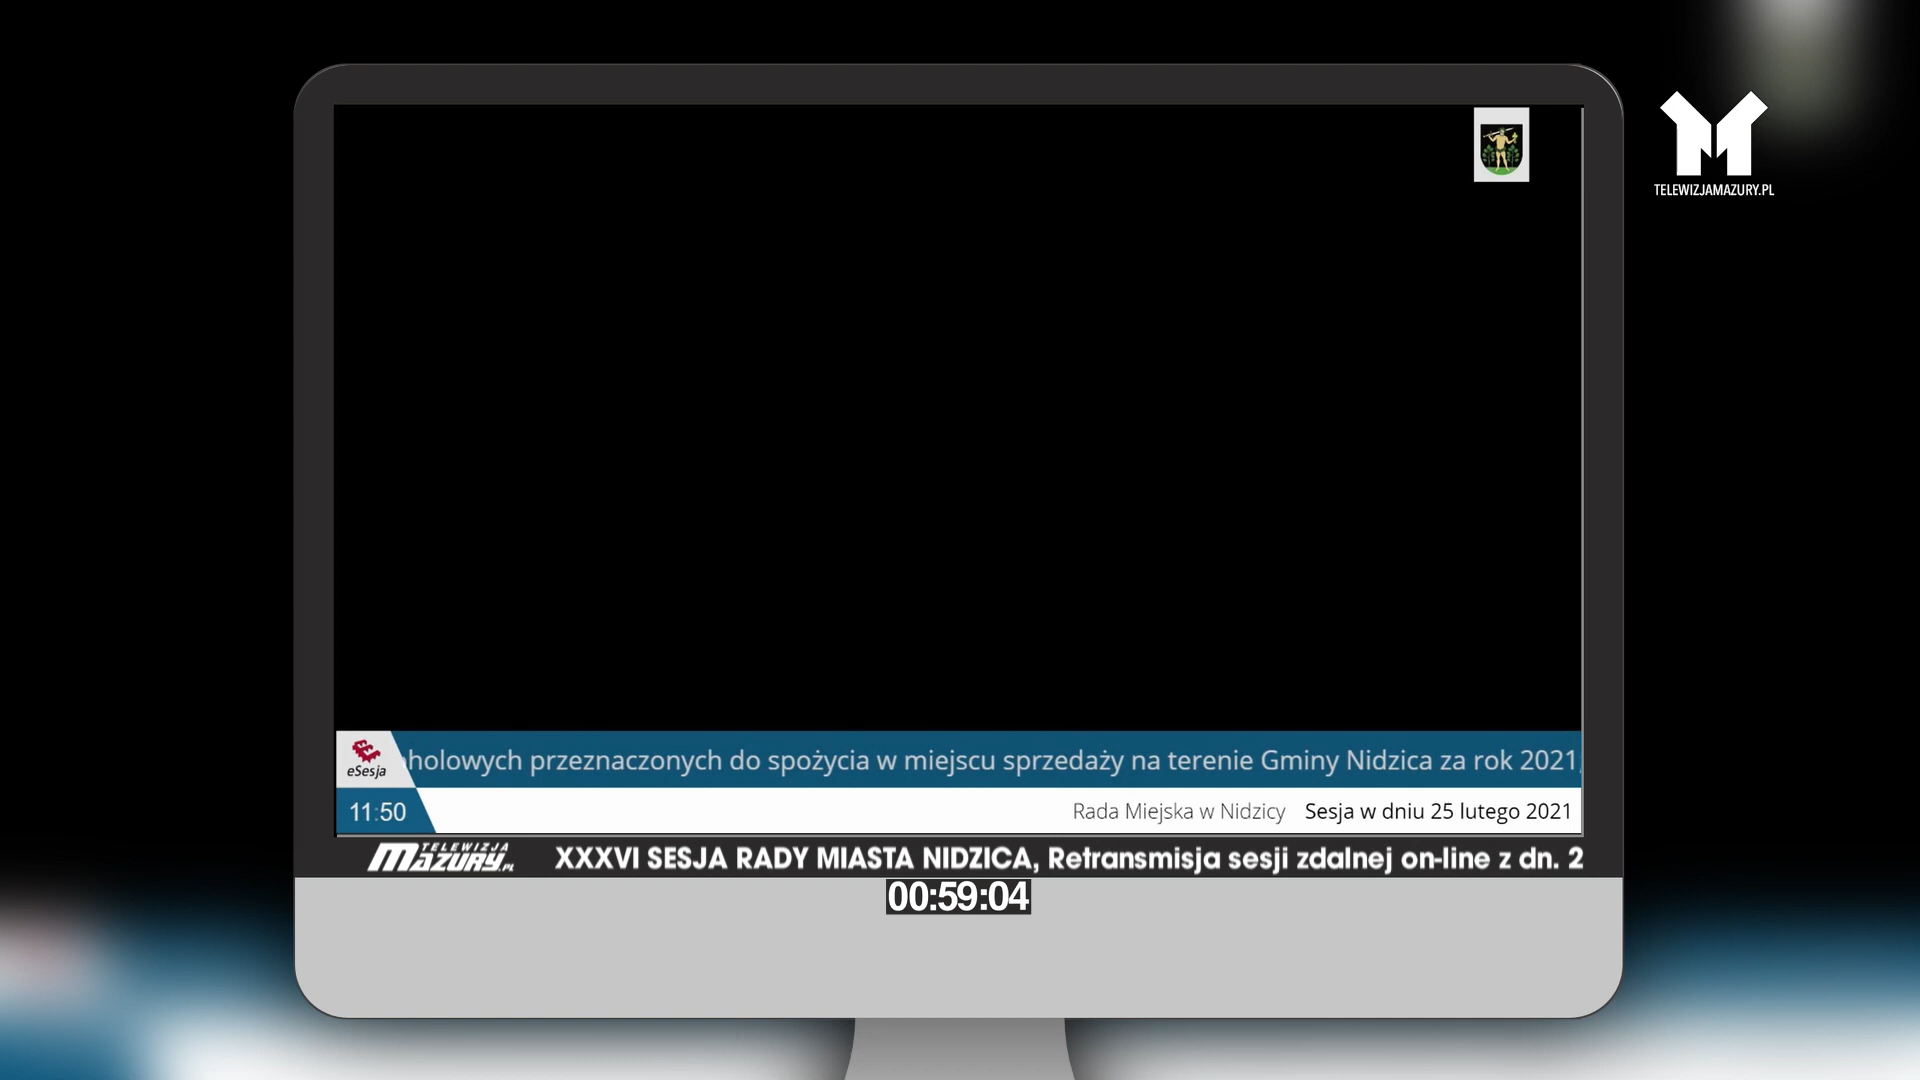 TELEWIZJAMAZURY.PL
eSesja
holowych przeznaczonych do spożycia w miejscu sprzedaży na terenie Gminy Nidzica za rok 2021,
11:50
Rada Miejska w Nidzicy Sesja w dniu 25 lutego 2021
TELEWIZJA
MAZURY.PL
XXXVI SESJA RADY MIASTA NIDZICA, Retransmisja sesji zdalnej on-line z dn. 2
00:59:04